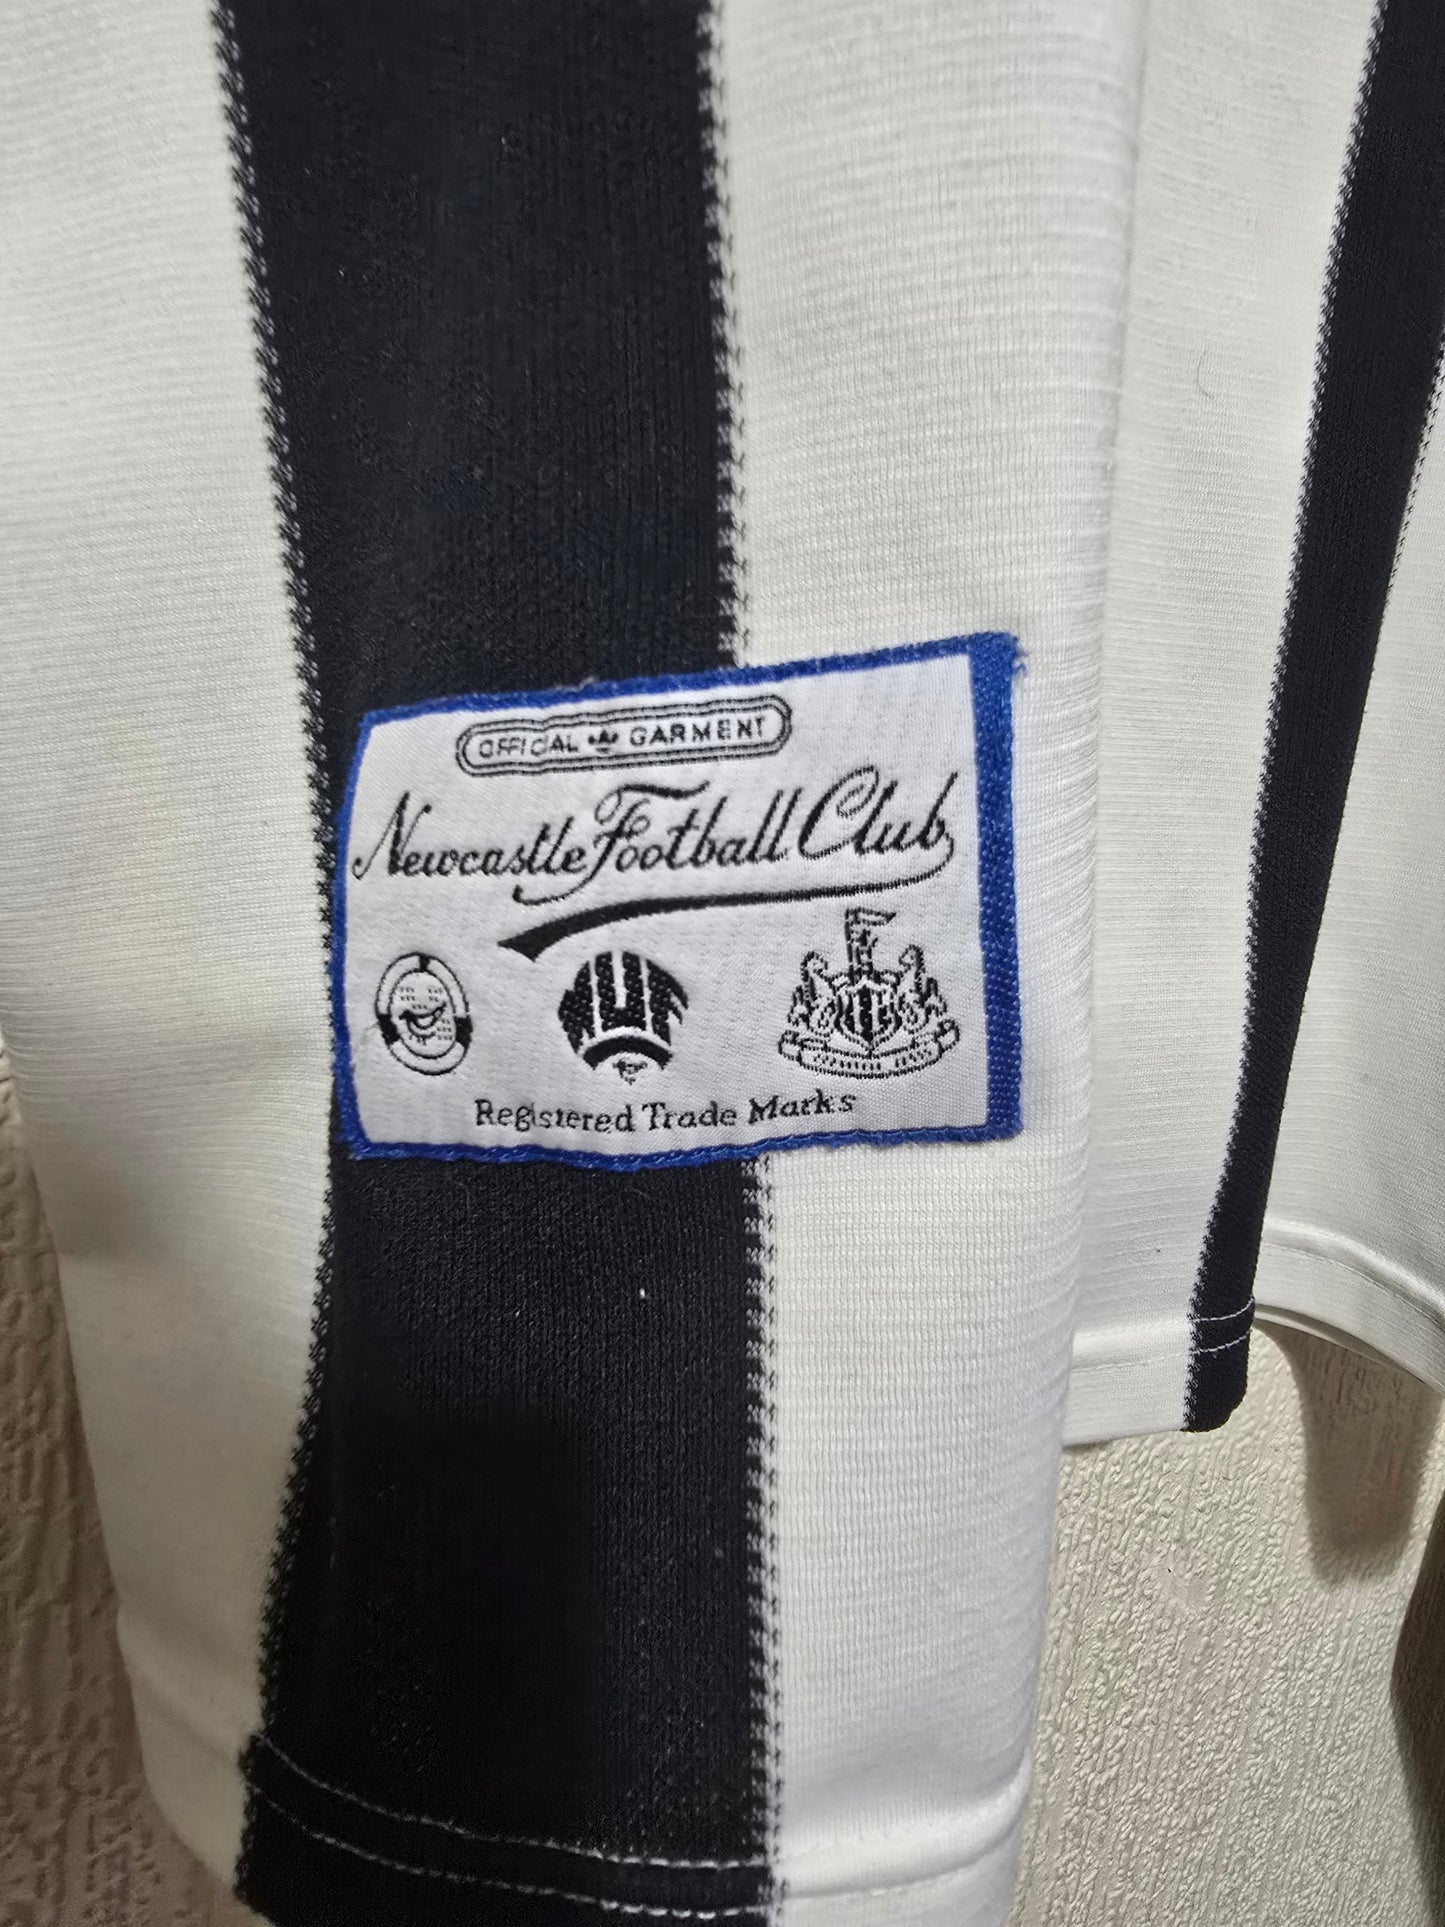 OFFICIAL GARMENT
Newcastle Football Club
Registered Trade Marks